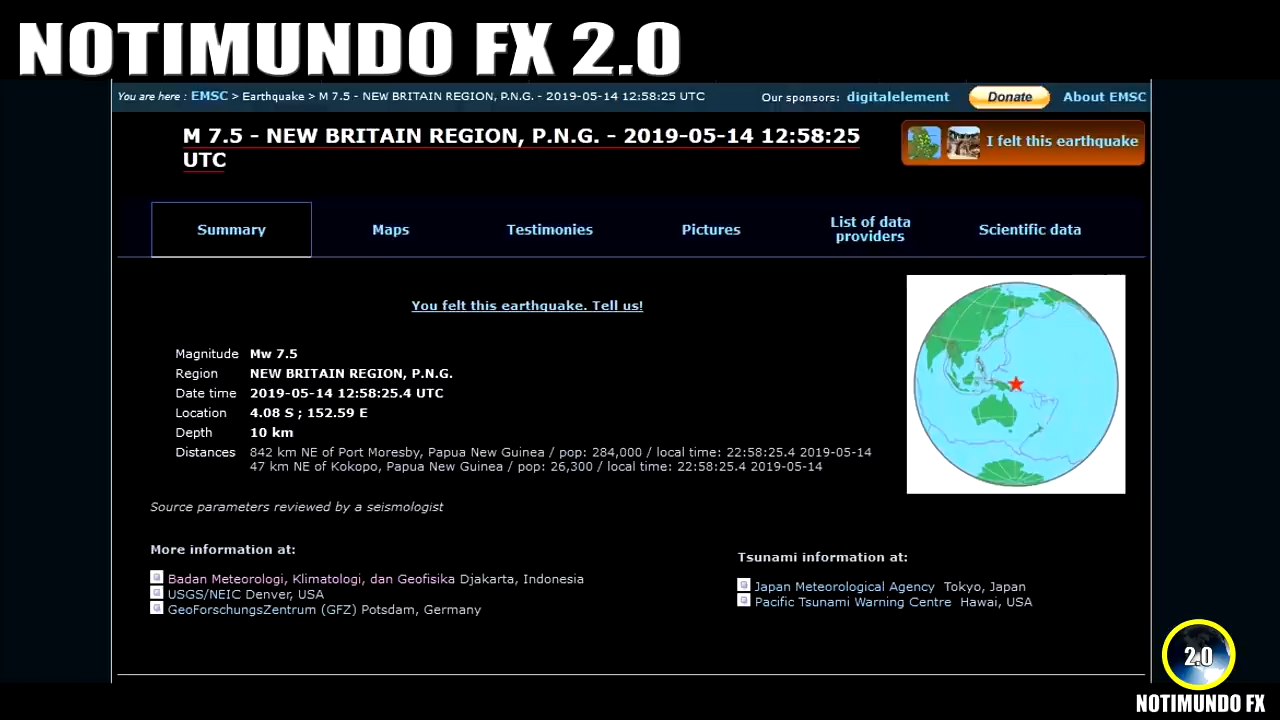 NOTIMUNDO FX 2.0
You are here : EMSC > Earthquake > M 7.5 - NEW BRITAIN REGION, P.N.G. - 2019-05-14 12:58:25 UTC
Our sponsors: digitalelement Donate About EMSC
M 7.5 - NEW BRITAIN REGION, P.N.G. - 2019-05-14 12:58:25
UTC
I felt this earthquake
Summary Maps Testimonies Pictures List of data
providers Scientific data
You felt this earthquake. Tell us!
Magnitude Mw 7.5
Region NEW BRITAIN REGION, P.N.G.
Date time 2019-05-14 12:58:25.4 UTC
Location 4.08 S ; 152.59 E
Depth 10 km
Distances 842 km NE of Port Moresby, Papua New Guinea / pop: 284,000 / local time: 22:58:25.4 2019-05-14
47 km NE of Kokopo, Papua New Guinea / pop: 26,300 / local time: 22:58:25.4 2019-05-14
Source parameters reviewed by a seismologist
More information at:
Badan Meteorologi, Klimatologi, dan Geofisika Djakarta, Indonesia
USGS/NEIC Denver, USA
GeoForschungsZentrum (GFZ) Potsdam, Germany
Tsunami information at:
Japan Meteorological Agency Tokyo, Japan
Pacific Tsunami Warning Centre Hawai, USA
2.0
NOTIMUNDO FX